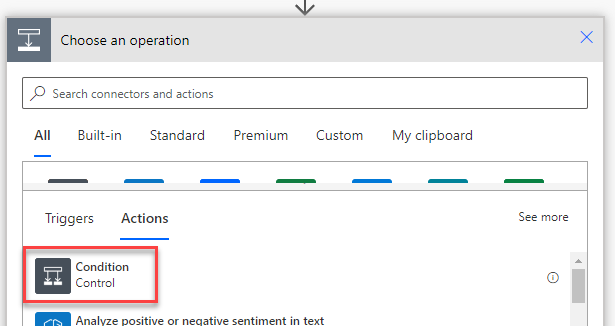 Choose an operation
Search connectors and actions
All Built-in Standard Premium Custom My clipboard
Triggers Actions See more
Condition
Control
Analyze positive or negative sentiment in text